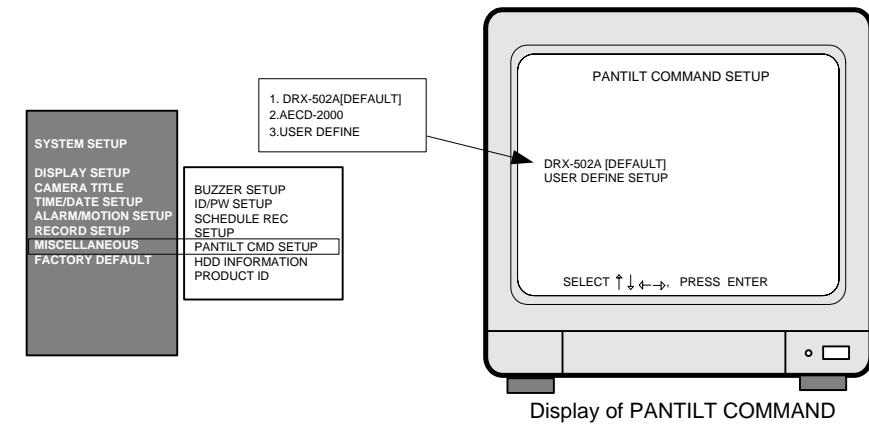 SYSTEM SETUP
DISPLAY SETUP
CAMERA TITLE
TIME/DATE SETUP
ALARM/MOTION SETUP
RECORD SETUP
MISCELLANEOUS
FACTORY DEFAULT
BUZZER SETUP
ID/PW SETUP
SCHEDULE REC
SETUP
PANTILT CMD SETUP
HDD INFORMATION
PRODUCT ID
1. DRX-502A[DEFAULT]
2.AECD-2000
3.USER DEFINE
PANTILT COMMAND SETUP
DRX-502A [DEFAULT]
USER DEFINE SETUP
SELECT ↑↓←→, PRESS ENTER
Display of PANTILT COMMAND